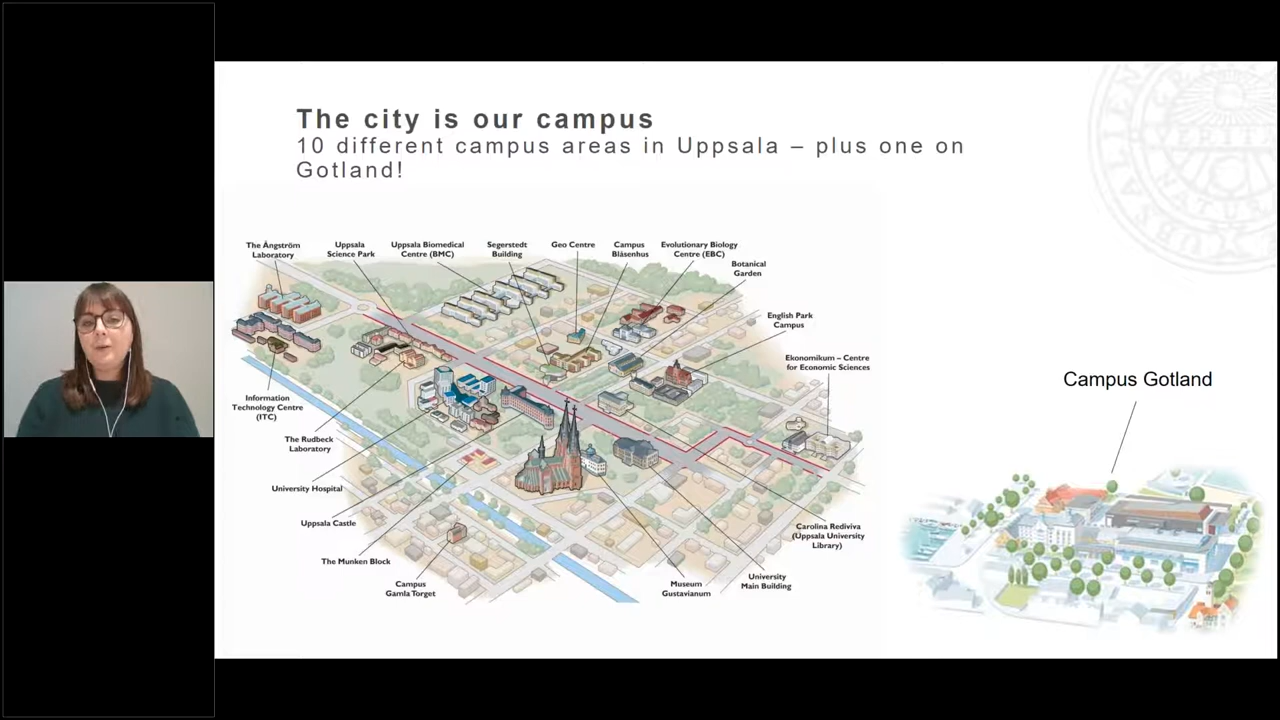 The city is our campus
10 different campus areas in Uppsala – plus one on
Gotland!
The Ångström
Laboratory
Uppsala
Science Park
Uppsala Biomedical
Centre (BMC)
Segerstedt
Building
Geo Centre
Campus
Blåsenhus
Evolutionary Biology
Centre (EBC)
Botanical
Garden
English Park
Campus
Ekonomikum – Centre
for Economic Sciences
Campus Gotland
Information
Technology Centre
(ITC)
The Rudbeck
Laboratory
University Hospital
Uppsala Castle
The Munken Block
Campus
Gamla Torget
Museum
Gustavianum
University
Main Building
Carolina Rediviva
(Uppsala University
Library)